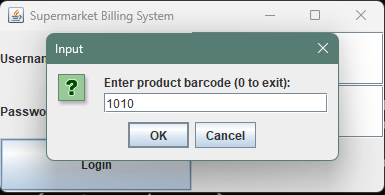 Supermarket Billing System
Input
Usernam
Enter product barcode (0 to exit):
1010
Passwo
OK
Cancel
Login